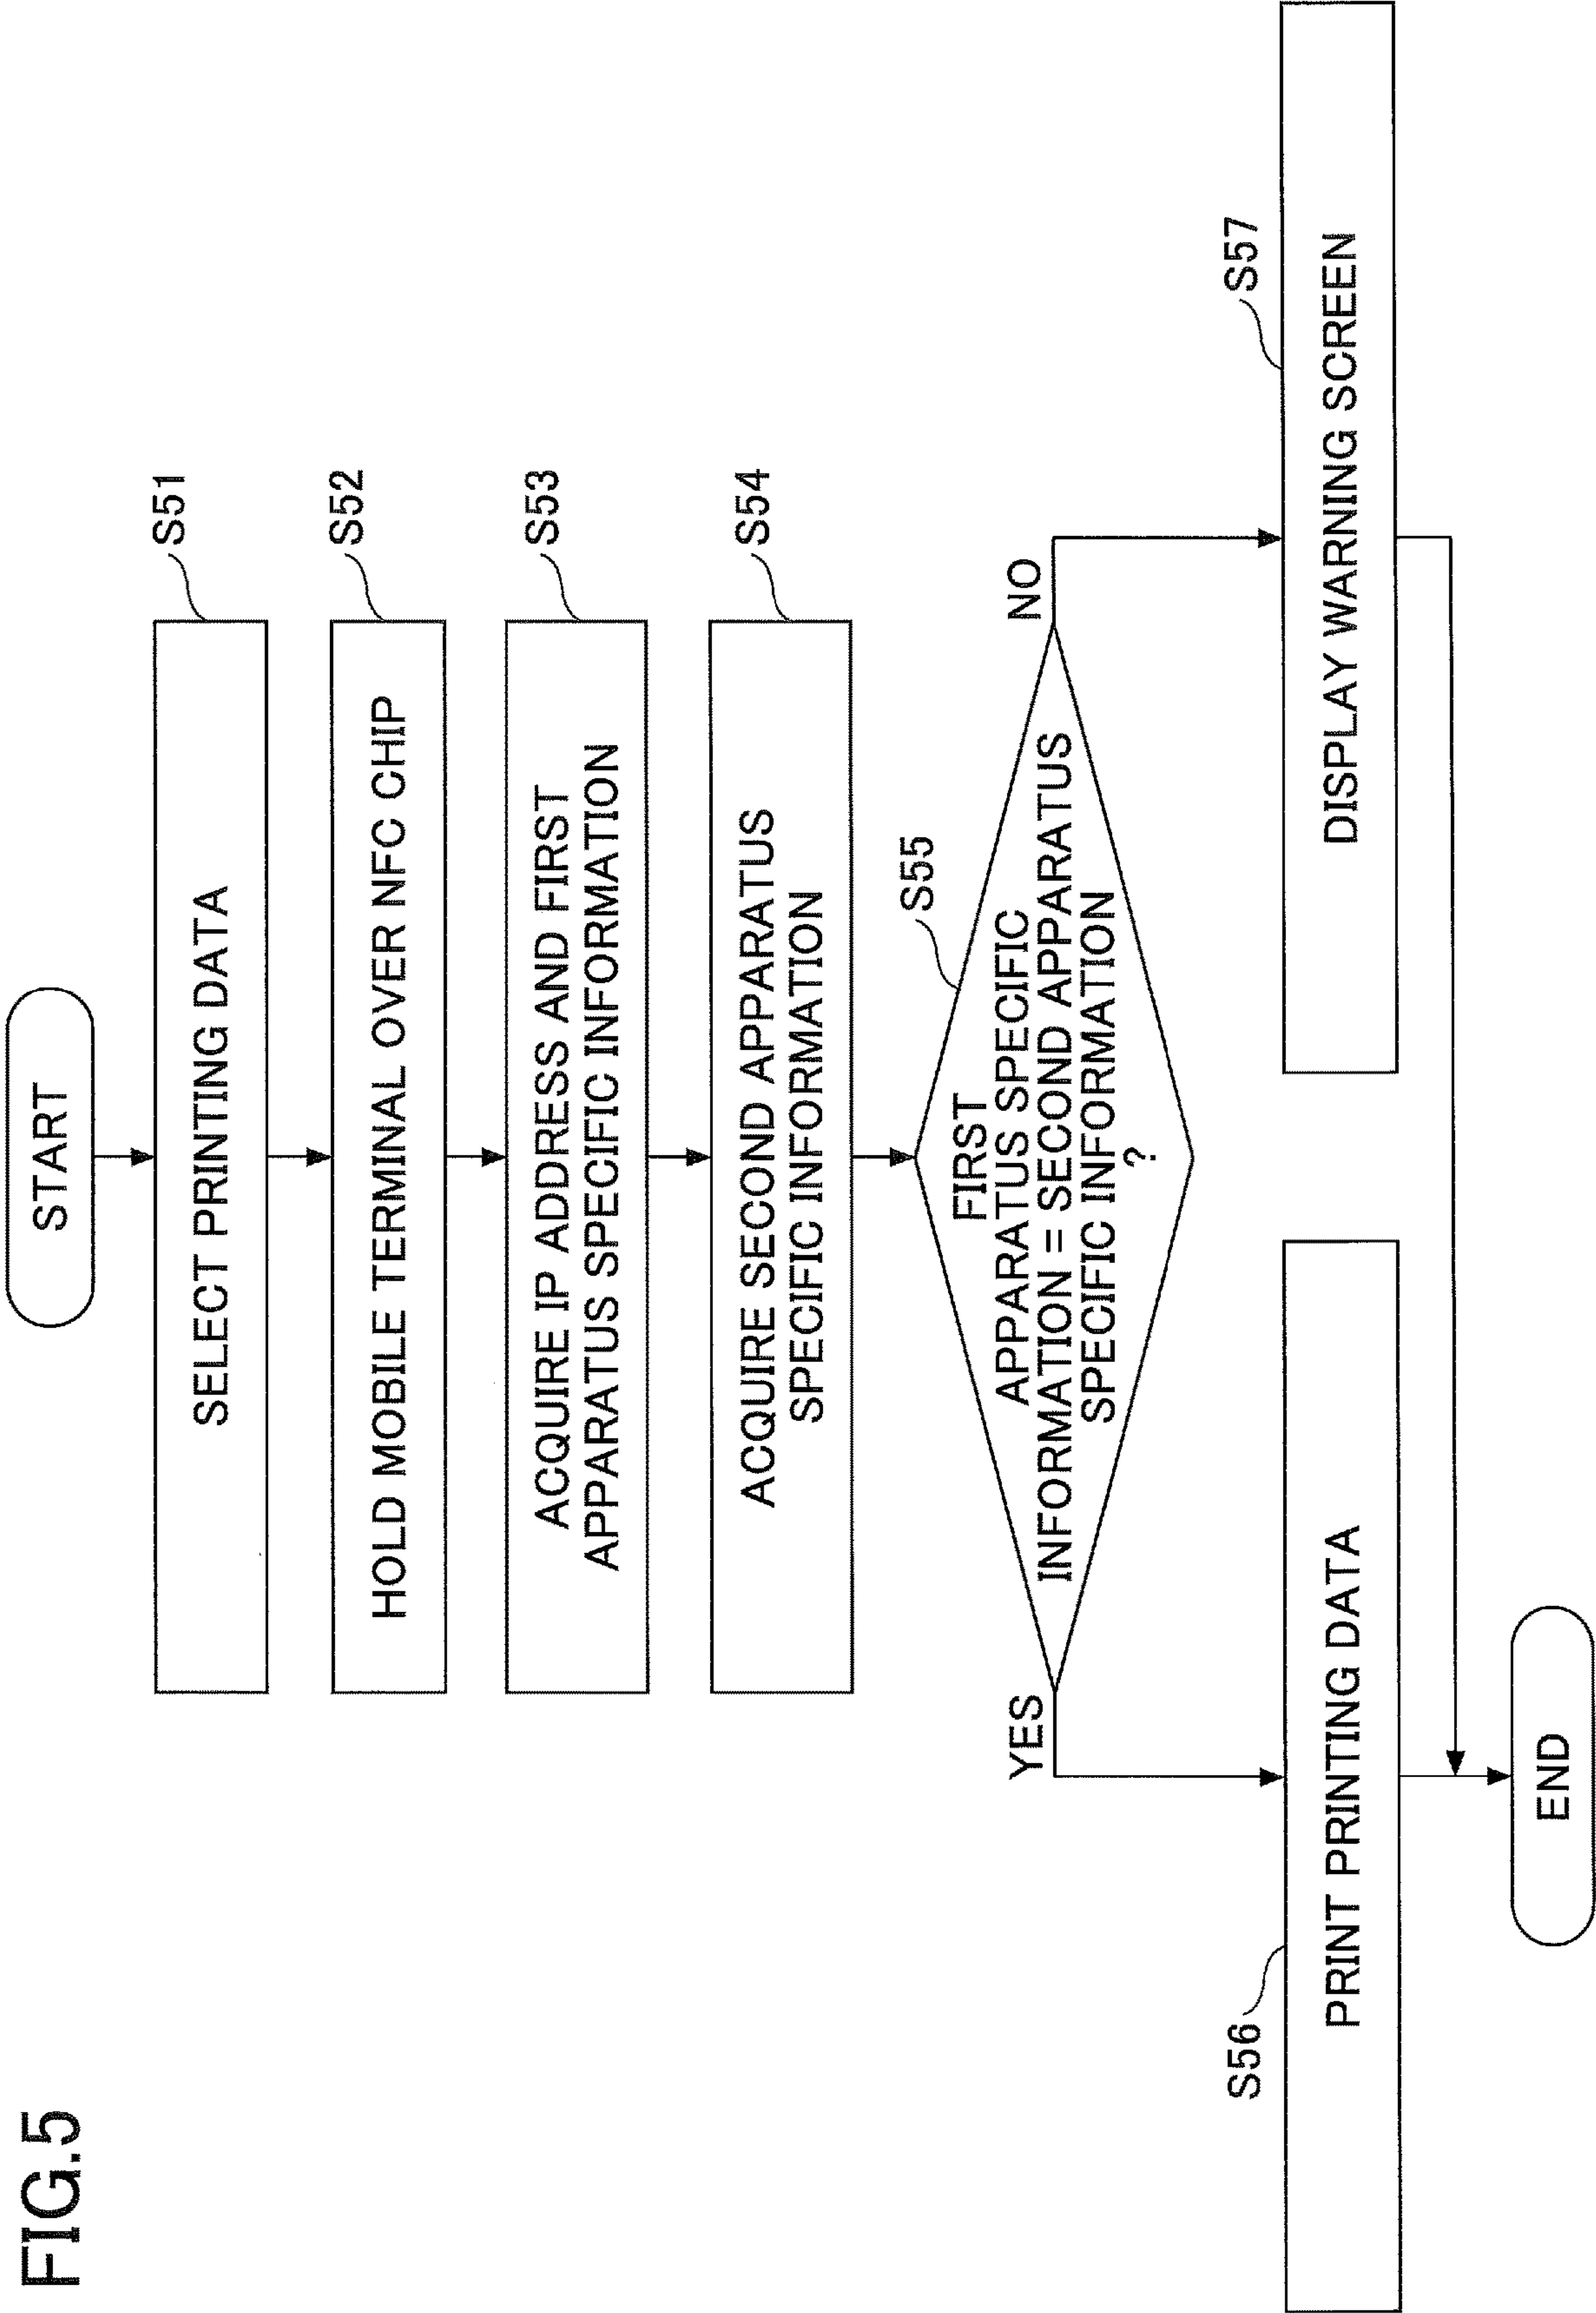 FIG.5
START
S51
SELECT PRINTING DATA
S52
HOLD MOBILE TERMINAL OVER NFC CHIP
S53
ACQUIRE IP ADDRESS AND FIRST
APPARATUS SPECIFIC INFORMATION
S54
ACQUIRE SECOND APPARATUS
SPECIFIC INFORMATION
S55
FIRST
APPARATUS SPECIFIC
INFORMATION = SECOND APPARATUS
SPECIFIC INFORMATION
?
YES
NO
S56
PRINT PRINTING DATA
S57
DISPLAY WARNING SCREEN
END